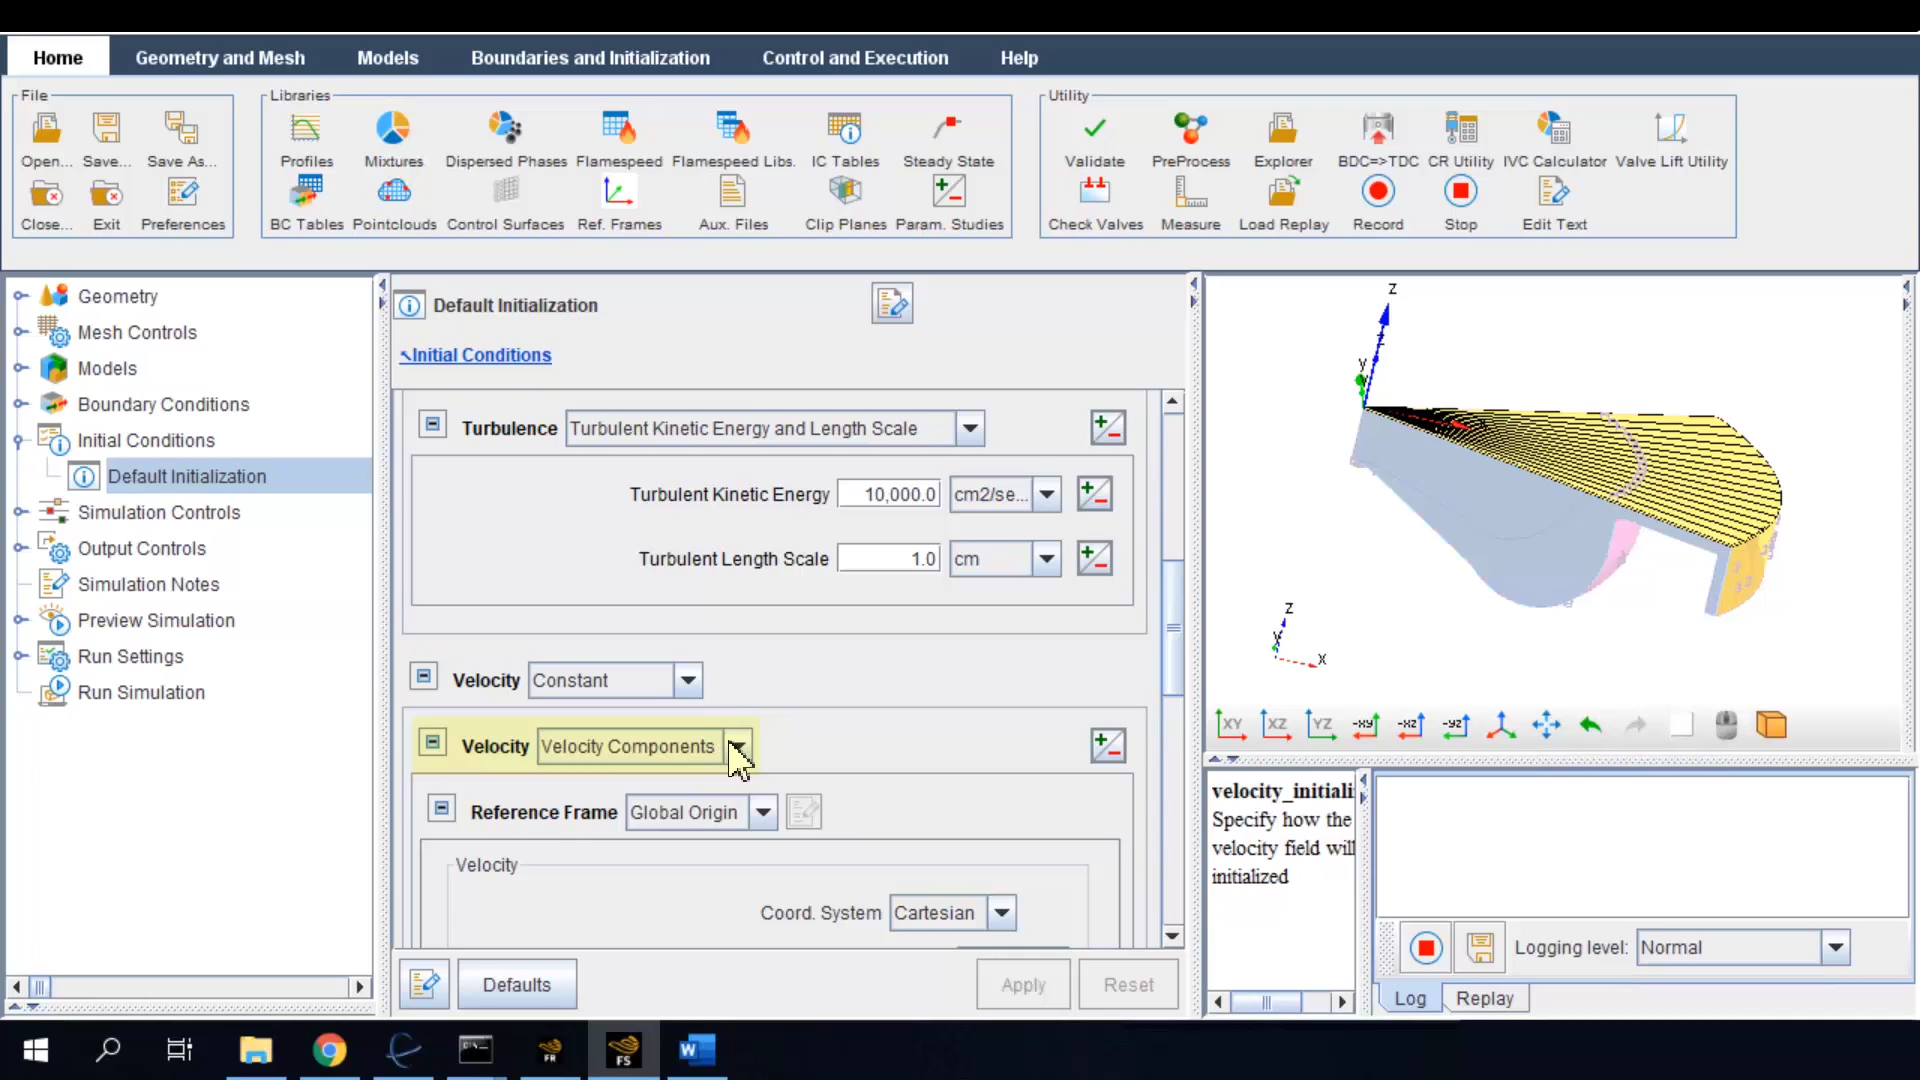 Home Geometry and Mesh Models Boundaries and Initialization Control and Execution Help
File Libraries Utility
Open... Save... Save As... Profiles Mixtures Dispersed Phases Flamespeed Flamespeed Libs. IC Tables Steady State Validate PreProcess Explorer BDC=>TDC CR Utility IVC Calculator Valve Lift Utility
Close... Exit Preferences BC Tables Pointclouds Control Surfaces Ref. Frames Aux. Files Clip Planes Param. Studies Check Valves Measure Load Replay Record Stop Edit Text
Geometry
Mesh Controls
Models
Boundary Conditions
Initial Conditions
Default Initialization
Simulation Controls
Output Controls
Simulation Notes
Preview Simulation
Run Settings
Run Simulation
Default Initialization
Initial Conditions
Turbulence Turbulent Kinetic Energy and Length Scale
Turbulent Kinetic Energy 10,000.0 cm2/se...
Turbulent Length Scale 1.0 cm
Velocity Constant
Velocity Velocity Components
Reference Frame Global Origin
Velocity
Coord. System Cartesian
Defaults Apply Reset
Z
Z
Y
Z
Y
X
XY XZ YZ -XY -XZ -YZ
velocity_initiali
Specify how the
velocity field will
initialized
Logging level: Normal
Log Replay
FR FS W